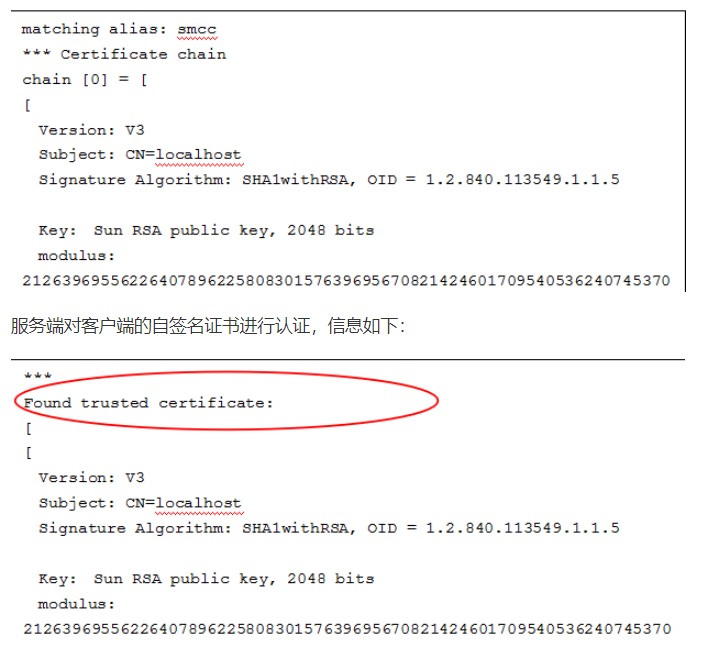 matching alias: smcc
*** Certificate chain
chain [0] = [
[
Version: V3
Subject: CN=localhost
Signature Algorithm: SHA1withRSA, OID = 1.2.840.113549.1.1.5
Key: Sun RSA public key, 2048 bits
modulus:
212639695562264078962258083015763969567082142460170954053624074537０
服务端对客户端的自签名证书进行认证，信息如下：
***
Found trusted certificate:
[
[
Version: V3
Subject: CN=localhost
Signature Algorithm: SHA1withRSA, OID = 1.2.840.113549.1.1.5
Key: Sun RSA public key, 2048 bits
modulus:
2126396955622640789622580830157639695670821424601709540536240745370